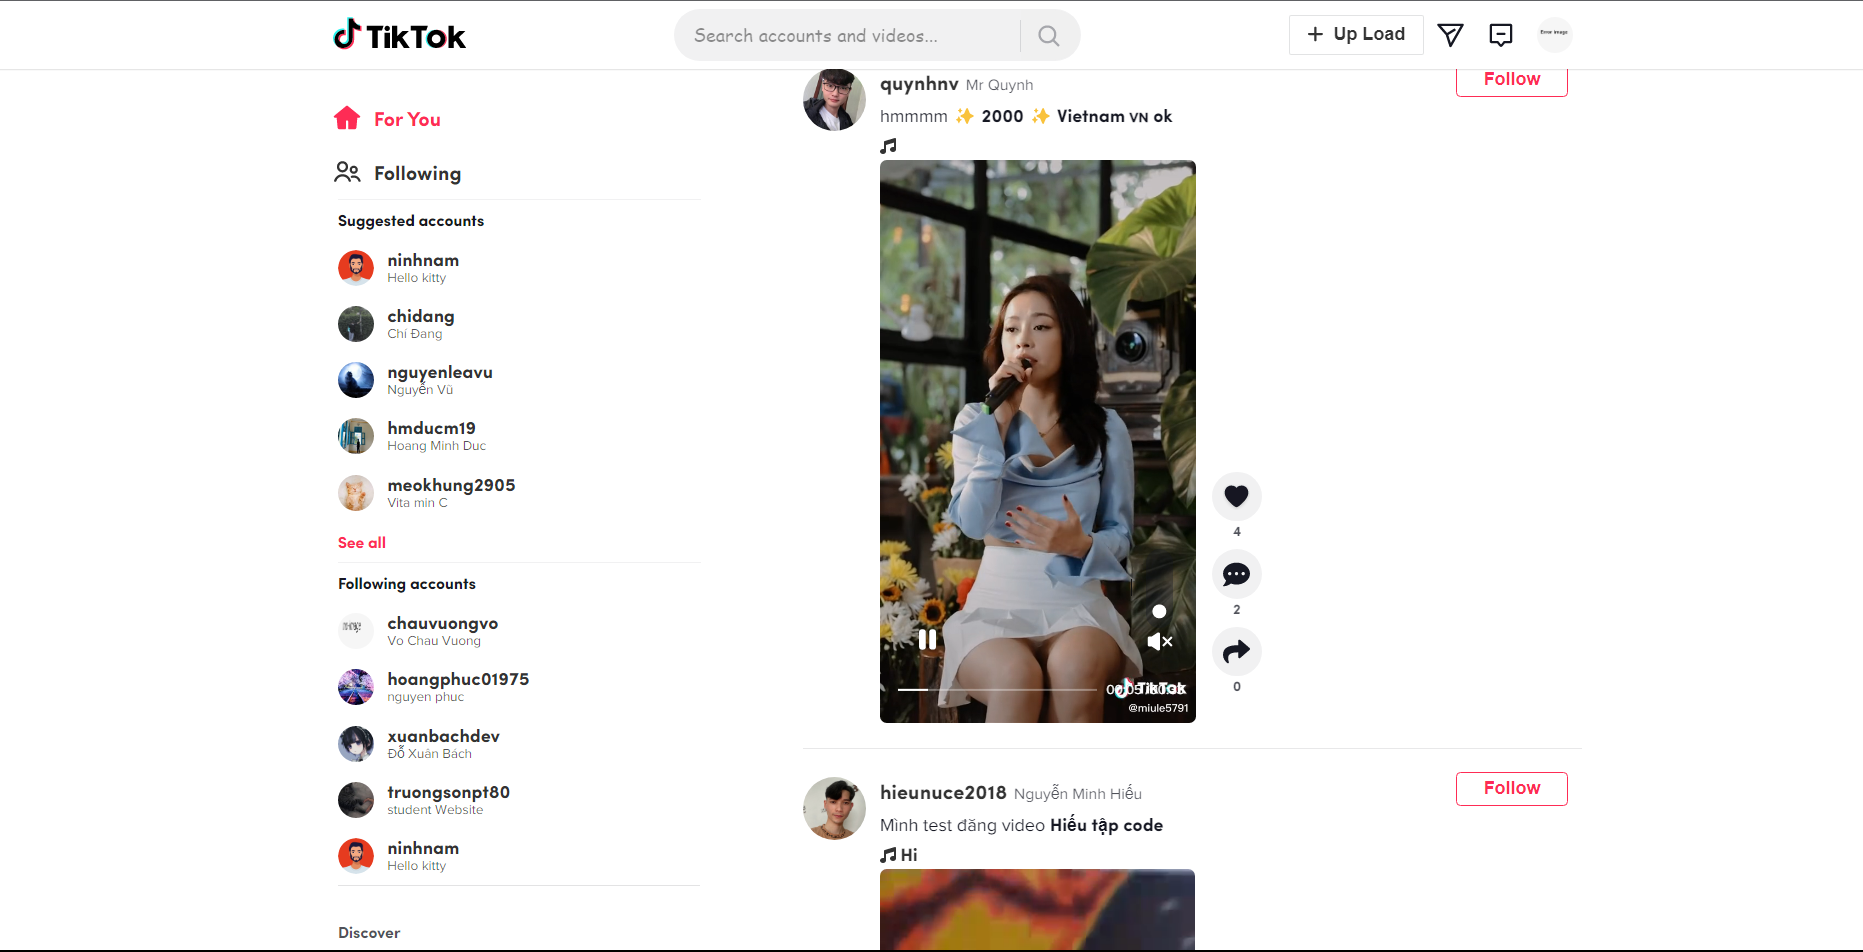 TikTok
Search accounts and videos...
Up Load
Error image
For You
Following
Suggested accounts
ninhnam
Hello kitty
chidang
Chí Đang
nguyenleavu
Nguyễn Vũ
hmducm19
Hoang Minh Duc
meokhung2905
Vita min C
See all
Following accounts
chauvuongvo
Vo Chau Vuong
hoangphuc01975
nguyen phuc
xuanbachdev
Đỗ Xuân Bách
truongsonpt80
student Website
ninhnam
Hello kitty
Discover
quynhnv Mr Quynh
Follow
hmmmm ✨ 2000 ✨ Vietnam VN ok
TikTok
@miule5791
4
2
0
hieunuce2018 Nguyễn Minh Hiếu
Follow
Mình test đăng video Hiếu tập code
Hi